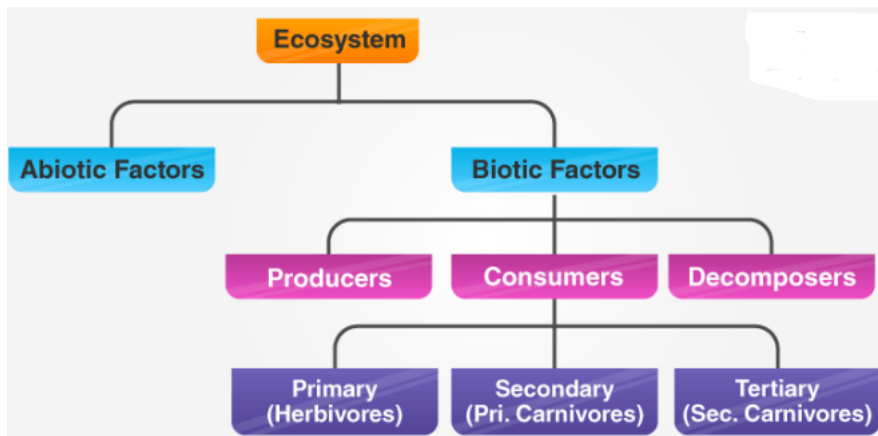 Ecosystem
Abiotic Factors
Biotic Factors
Producers
Consumers
Decomposers
Primary
(Herbivores)
Secondary
(Pri. Carnivores)
Tertiary
(Sec. Carnivores)